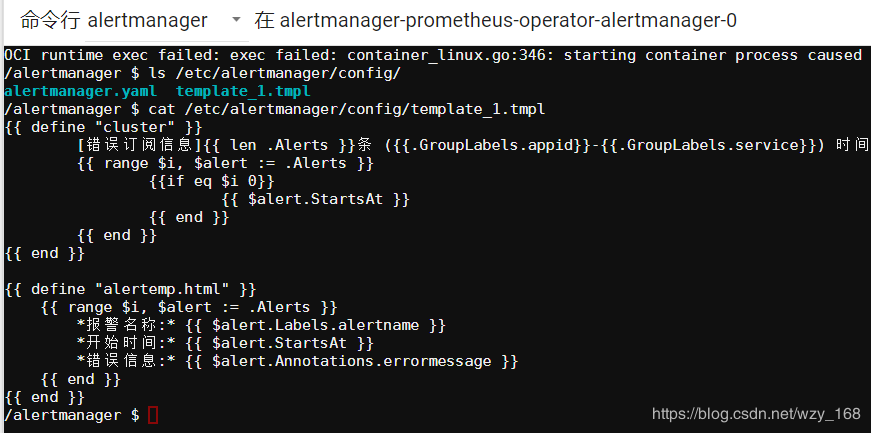 命令行 alertmanager 在 alertmanager-prometheus-operator-alertmanager-0
OCI runtime exec failed: exec failed: container_linux.go:346: starting container process caused
/alertmanager $ ls /etc/alertmanager/config/
alertmanager.yaml  template_1.tmpl
/alertmanager $ cat /etc/alertmanager/config/template_1.tmpl
{{ define "cluster" }}
        [错误订阅信息]{{ len .Alerts }}条 ({{.GroupLabels.appid}}-{{.GroupLabels.service}}) 时间
        {{ range $i, $alert := .Alerts }}
                {{if eq $i 0}}
                        {{ $alert.StartsAt }}
                {{ end }}
        {{ end }}
{{ end }}

{{ define "alertemp.html" }}
    {{ range $i, $alert := .Alerts }}
        *报警名称:* {{ $alert.Labels.alertname }}
        *开始时间:* {{ $alert.StartsAt }}
        *错误信息:* {{ $alert.Annotations.errormessage }}
    {{ end }}
{{ end }}
/alertmanager $
https://blog.csdn.net/wzy_168